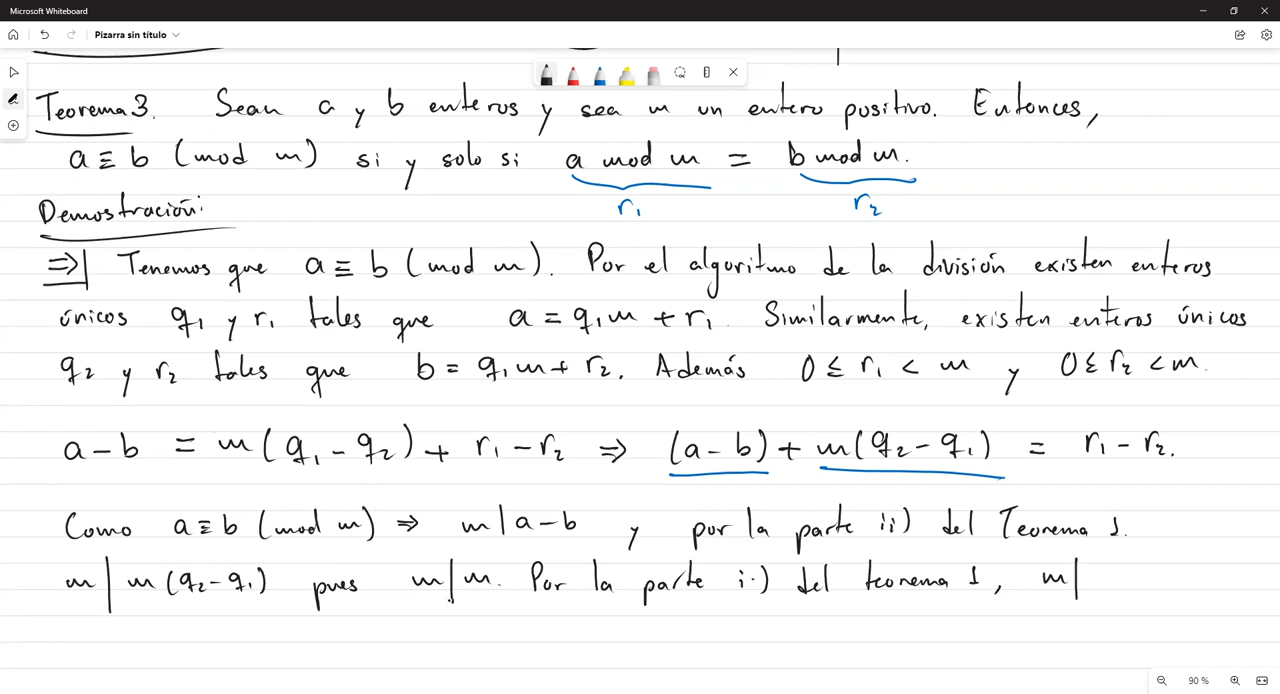 Microsoft Whiteboard
Pizarra sin título
Teorema 3. Sean a y b enteros y sea m un entero positivo. Entonces,
a ≡ b (mod m) si y solo si a mod m = b mod m.
r₁ r₂
Demostración:
⇒| Tenemos que a ≡ b (mod m). Por el algoritmo de la división existen enteros
únicos q₁ y r₁ tales que a = q₁m + r₁. Similarmente, existen enteros únicos
q₂ y r₂ tales que b = q₁m + r₂. Además 0 ≤ r₁ < m y 0 ≤ r₂ < m.
a - b = m(q₁ - q₂) + r₁ - r₂ ⇒ (a - b) + m(q₂ - q₁) = r₁ - r₂.
Como a ≡ b (mod m) ⇒ m | a - b y por la parte ii) del Teorema 1.
m | m(q₂ - q₁) pues m | m. Por la parte i.) del teorema 1, m |
90 %